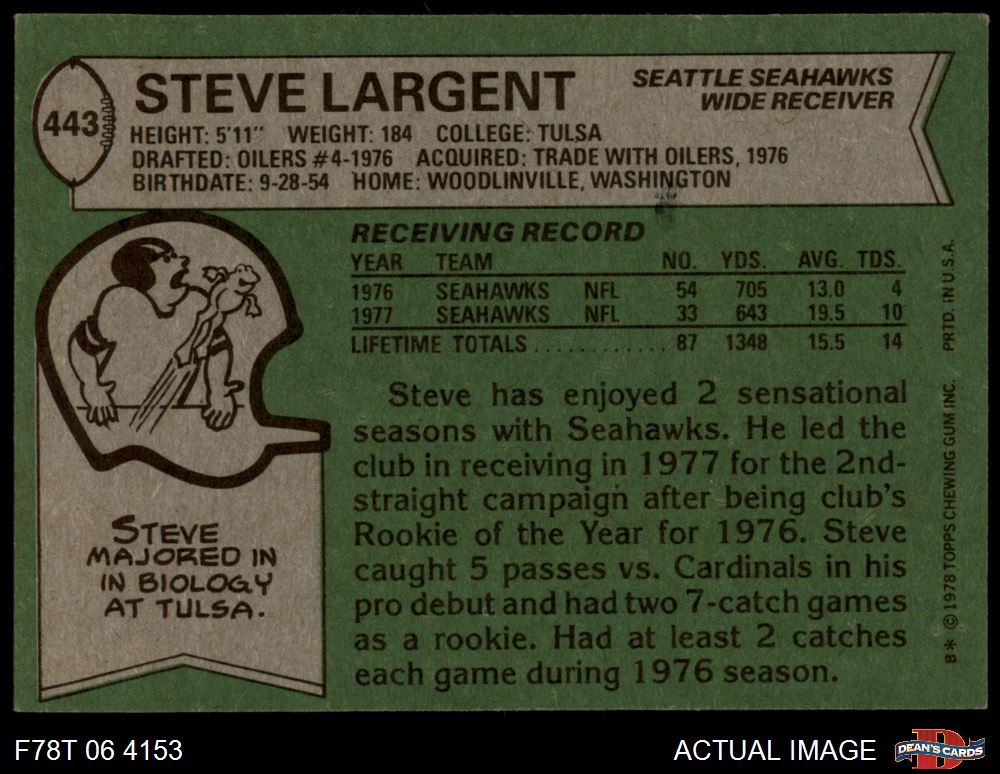 443
STEVE LARGENT
SEATTLE SEAHAWKS
WIDE RECEIVER
HEIGHT: 5'11" WEIGHT: 184 COLLEGE: TULSA
DRAFTED: OILERS #4-1976 ACQUIRED: TRADE WITH OILERS, 1976
BIRTHDATE: 9-28-54 HOME: WOODLINVILLE, WASHINGTON
RECEIVING RECORD
YEAR TEAM NO. YDS. AVG. TDS.
1976 SEAHAWKS NFL 54 705 13.0 4
1977 SEAHAWKS NFL 33 643 19.5 10
LIFETIME TOTALS ............ 87 1348 15.5 14
Steve has enjoyed 2 sensational
seasons with Seahawks. He led the
club in receiving in 1977 for the 2nd-
straight campaign after being club's
Rookie of the Year for 1976. Steve
caught 5 passes vs. Cardinals in his
pro debut and had two 7-catch games
as a rookie. Had at least 2 catches
each game during 1976 season.
STEVE
MAJORED IN
IN BIOLOGY
AT TULSA.
B* © 1978 TOPPS CHEWING GUM INC. PRTD. IN U.S.A.
F78T 06 4153
ACTUAL IMAGE
D
DEAN'S CARDS